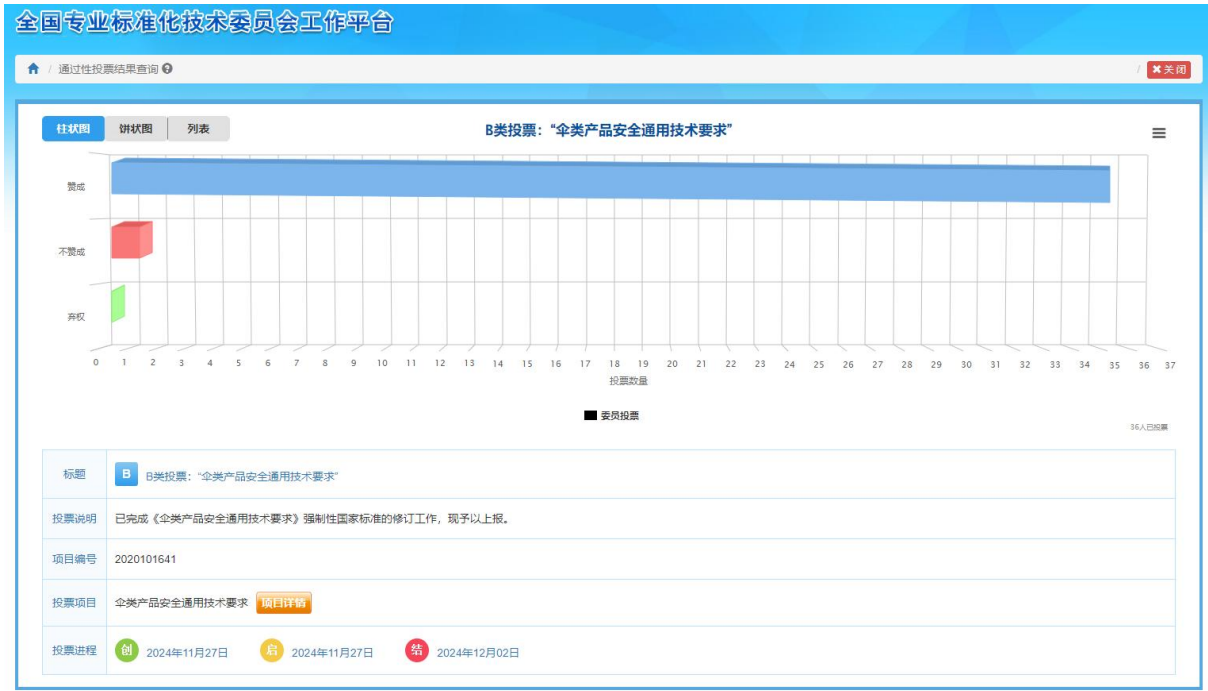 全国专业标准化技术委员会工作平台
/ 通过性投票结果查询
/ 关闭
柱状图 饼状图 列表
B类投票：“伞类产品安全通用技术要求”
赞成
不赞成
弃权
0 1 2 3 4 5 6 7 8 9 10 11 12 13 14 15 16 17 18 19 20 21 22 23 24 25 26 27 28 29 30 31 32 33 34 35 36 37
投票数量
委员投票
36人已投票
标题 B B类投票：“伞类产品安全通用技术要求”
投票说明 已完成《伞类产品安全通用技术要求》强制性国家标准的修订工作，现予以上报。
项目编号 2020101641
投票项目 伞类产品安全通用技术要求 项目详情
投票进程 创 2024年11月27日 启 2024年11月27日 结 2024年12月02日